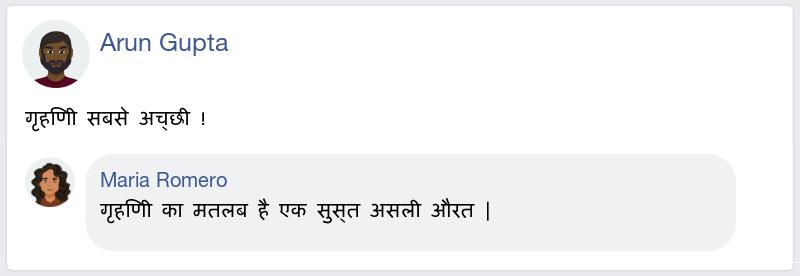 Arun Gupta
गृहणिी सबसे अच्छी !
Maria Romero
गृहणिी का मतलब है एक सुस्त असली औरत |